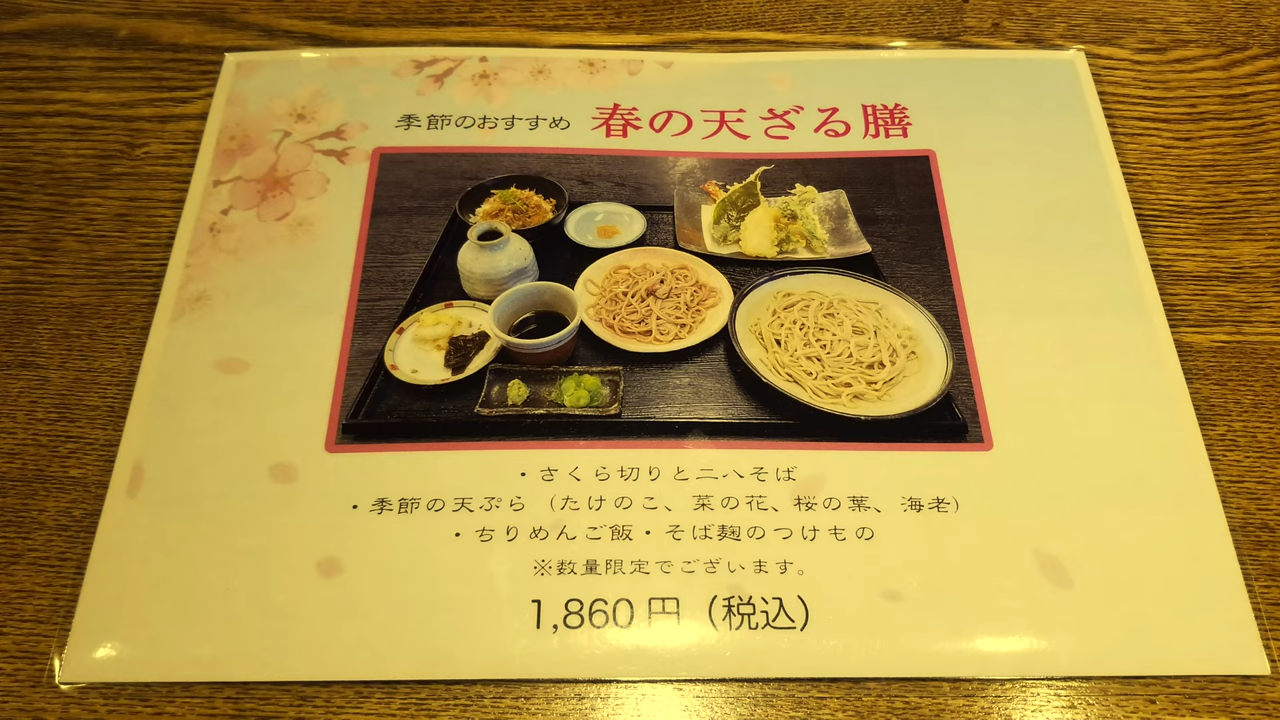 季節のおすすめ 春の天ざる膳
・さくら切りと二八そば
・季節の天ぷら（たけのこ、菜の花、桜の葉、海老）
・ちりめんご飯・そば麹のつけもの
※数量限定でございます。
1,860円（税込）